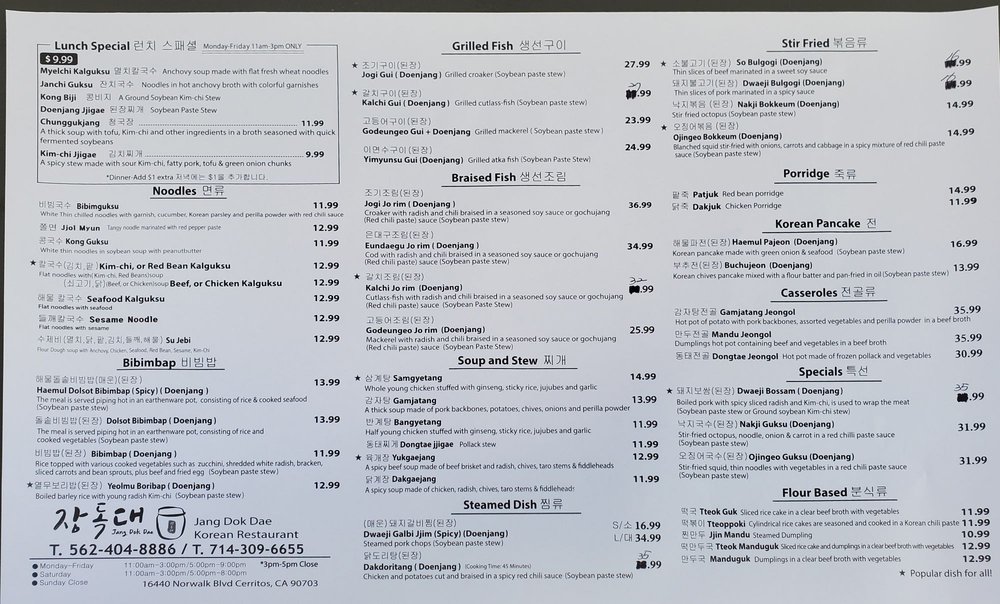 Lunch Special 런치 스페셜 Monday-Friday 11am-3pm ONLY
$9.99
Myelchi Kalguksu 멸치칼국수 Anchovy soup made with flat fresh wheat noodles
Janchi Guksu 잔치국수 Noodles in hot anchovy broth with colorful garnishes
Kong Biji 콩비지 A Ground Soybean Kim-chi Stew
Doenjang Jjigae 된장찌개 Soybean Paste Stew
Chunggukjang 청국장 11.99
A thick soup with tofu, Kim-chi and other ingredients in a broth seasoned with quick
fermented soybeans
Kim-chi Jjigae 김치찌개 9.99
A spicy stew made with sour Kim-chi, fatty pork, tofu & green onion chunks
*Dinner-Add $1 extra 저녁에는 $1을 추가합니다.
Noodles 면류
비빔국수 Bibimguksu 11.99
White Thin chilled noodles with garnish, cucumber, Korean parsley and perilla powder with red chili sauce
쫄면 Jjol Myun Tangy noodle marinated with red pepper paste 12.99
콩국수 Kong Guksu 11.99
White thin noodles in soybean soup with peanutbutter
★ 칼국수(김치,팥) Kim-chi, or Red Bean Kalguksu 12.99
Flat noodles with( Kim-chi, Red Beans)soup
(쇠고기,닭)(Beef, or Chicken)soup Beef, or Chicken Kalguksu 12.99
해물 칼국수 Seafood Kalguksu 12.99
Flat noodles with seafood
들깨칼국수 Sesame Noodle 12.99
Flat noodles with sesame
수제비(멸치,닭,팥,김치,들깨,해물) Su Jebi 12.99
Flour Dough soup with Anchovy, Chicken, Seafood, Red Bean, Sesame, Kim-Chi
Bibimbap 비빔밥
해물돌솥비빔밥(매운)(된장) 13.99
Haemul Dolsot Bibimbap ( Spicy) ( Doenjang )
The meal is served piping hot in an earthenware pot, consisting of rice & cooked seafood
(Soybean paste stew)
돌솥비빔밥(된장) Dolsot Bibimbap ( Doenjang ) 13.99
The meal is served piping hot in an earthenware pot, consisting of rice and
cooked vegetables (Soybean paste stew)
비빔밥(된장) Bibimbap ( Doenjang ) 11.99
Rice topped with various cooked vegetables such as zucchini, shredded white radish, bracken,
sliced carrots and bean sprouts, plus beef and fried egg (Soybean paste stew)
★ 열무보리밥(된장) Yeolmu Boribap ( Doenjang ) 12.99
Boiled barley rice with young radish Kim-chi (Soybean paste stew)
장독대
Jang Dok Dae
Jang Dok Dae
Korean Restaurant
T. 562-404-8886 / T. 714-309-6655
● Monday-Friday 11:00am-3:00pm/5:00pm-9:00pm *3pm-5pm Close
● Saturday 11:00am-3:00pm/5:00pm-8:00pm
● Sunday Close 16440 Norwalk Blvd Cerritos, CA 90703
Grilled Fish 생선구이
★ 조기구이(된장) 27.99
Jogi Gui ( Doenjang ) Grilled croaker (Soybean paste stew)
★ 갈치구이(된장) .99
Kalchi Gui ( Doenjang ) Grilled cutlass-fish (Soybean paste stew)
고등어구이(된장) 23.99
Godeungeo Gui + Doenjang Grilled mackerel ( Soybean paste stew )
이면수구이(된장) 24.99
Yimyunsu Gui (Doenjang) Grilled atka fish (Soybean Paste Stew)
Braised Fish 생선조림
조기조림(된장)
Jogi Jo rim ( Doenjang ) 36.99
Croaker with radish and chili braised in a seasoned soy sauce or gochujang
(Red chili paste) sauce (Soybean paste stew)
은대구조림(된장)
Eundaegu Jo rim ( Doenjang ) 34.99
Cod with radish and chili braised in a seasoned soy sauce or gochujang
(Red chili paste) sauce (Soybean Paste Stew)
★ 갈치조림(된장) 32
Kalchi Jo rim ( Doenjang ) .99
Cutlass-fish with radish and chili braised in a seasoned soy sauce or gochujang
(Red chili paste) sauce (Soybean Paste Stew)
고등어조림(된장)
Godeungeo Jo rim (Doenjang) 25.99
Mackerel with radish and chili braised in a seasoned soy sauce or gochujang
(Red chili paste) sauce (Soybean Paste Stew)
Soup and Stew 찌개
★ 삼계탕 Samgyetang 14.99
Whole young chicken stuffed with ginseng, sticky rice, jujubes and garlic
감자탕 Gamjatang 13.99
A thick soup made of pork backbones, potatoes, chives, onions and perilla powder
반계탕 Bangyetang 11.99
Half young chicken stuffed with ginseng, sticky rice, jujubes and garlic
동태찌개 Dongtae jjigae Pollack stew 11.99
★ 육개장 Yukgaejang 12.99
A spicy beef soup made of beef brisket and radish, chives, taro stems & fiddleheads
닭계장 Dakgaejang 11.99
A spicy soup made of chicken, radish, chives, taro stems & fiddleheads
Steamed Dish 찜류
(매운)돼지갈비찜(된장) S/소 16.99
Dwaeji Galbi Jjim (Spicy) (Doenjang) L/대 34.99
Steamed pork chops (Soybean paste stew)
닭도리탕(된장) 35
Dakdoritang ( Doenjang ) (Cooking Time: 45 Minutes) .99
Chicken and potatoes cut and braised in a spicy red chili sauce (Soybean paste stew)
Stir Fried 볶음류
★ 소불고기(된장) So Bulgogi (Doenjang) .99
Thin slices of beef marinated in a sweet soy sauce
돼지불고기(된장) Dwaeji Bulgogi (Doenjang) .99
Thin slices of pork marinated in a spicy sauce
낙지볶음 (된장) Nakji Bokkeum (Doenjang) 14.99
Stir fried octopus (Soybean paste stew)
★ 오징어볶음 (된장)
Ojingeo Bokkeum (Doenjang) 14.99
Blanched squid stir-fried with onions, carrots and cabbage in a spicy mixture of red chili paste
sauce (Soybean paste stew)
Porridge 죽류
팥죽 Patjuk Red bean porridge 14.99
닭죽 Dakjuk Chicken Porridge 11.99
Korean Pancake 전
해물파전(된장) Haemul Pajeon (Doenjang) 16.99
Korean pancake made with green onion & seafood (Soybean paste stew)
부추전(된장) Buchujeon (Doenjang) 13.99
Korean chives pancake mixed with a flour batter and pan-fried in oil (Soybean paste stew)
Casseroles 전골류
감자탕전골 Gamjatang Jeongol 35.99
Hot pot of potato with pork backbones, assorted vegetables and perilla powder in a beef broth
만두전골 Mandu Jeongol 35.99
Dumplings hot pot containing beef and vegetables in a beef broth
동태전골 Dongtae Jeongol Hot pot made of frozen pollack and vegetables 30.99
Specials 특선
★ 돼지보쌈(된장) Dwaeji Bossam ( Doenjang) 35
.99
Boiled pork with spicy sliced radish and Kim-chi, is used to wrap the meat
(Soybean paste stew or Ground soybean Kim-chi stew)
낙지국수(된장) Nakji Guksu (Doenjang) 31.99
Stir-fried octopus, noodle, onion & carrot in a red chili paste sauce
(Soybean paste stew)
오징어국수(된장) Ojingeo Guksu (Doenjang) 31.99
Stir-fried squid, thin noodles with vegetables in a red chili paste sauce
(Soybean paste stew)
Flour Based 분식류
떡국 Tteok Guk Sliced rice cake in a clear beef broth with vegetables 11.99
떡볶이 Tteoppoki Cylindrical rice cakes are seasoned and cooked in a Korean chili paste 11.99
찐만두 Jjin Mandu Steamed Dumpling 10.99
떡만두국 Tteok Manduguk Sliced rice cake and dumplings in a clear beef broth with vegetables 12.99
만두국 Manduguk Dumplings in a clear beef broth with vegetables 12.99
★ Popular dish for all!